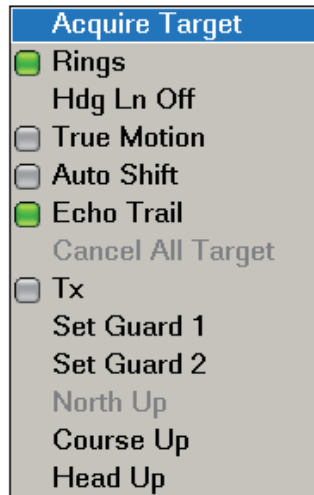 Acquire Target
Rings
Hdg Ln Off
True Motion
Auto Shift
Echo Trail
Cancel All Target
Tx
Set Guard 1
Set Guard 2
North Up
Course Up
Head Up